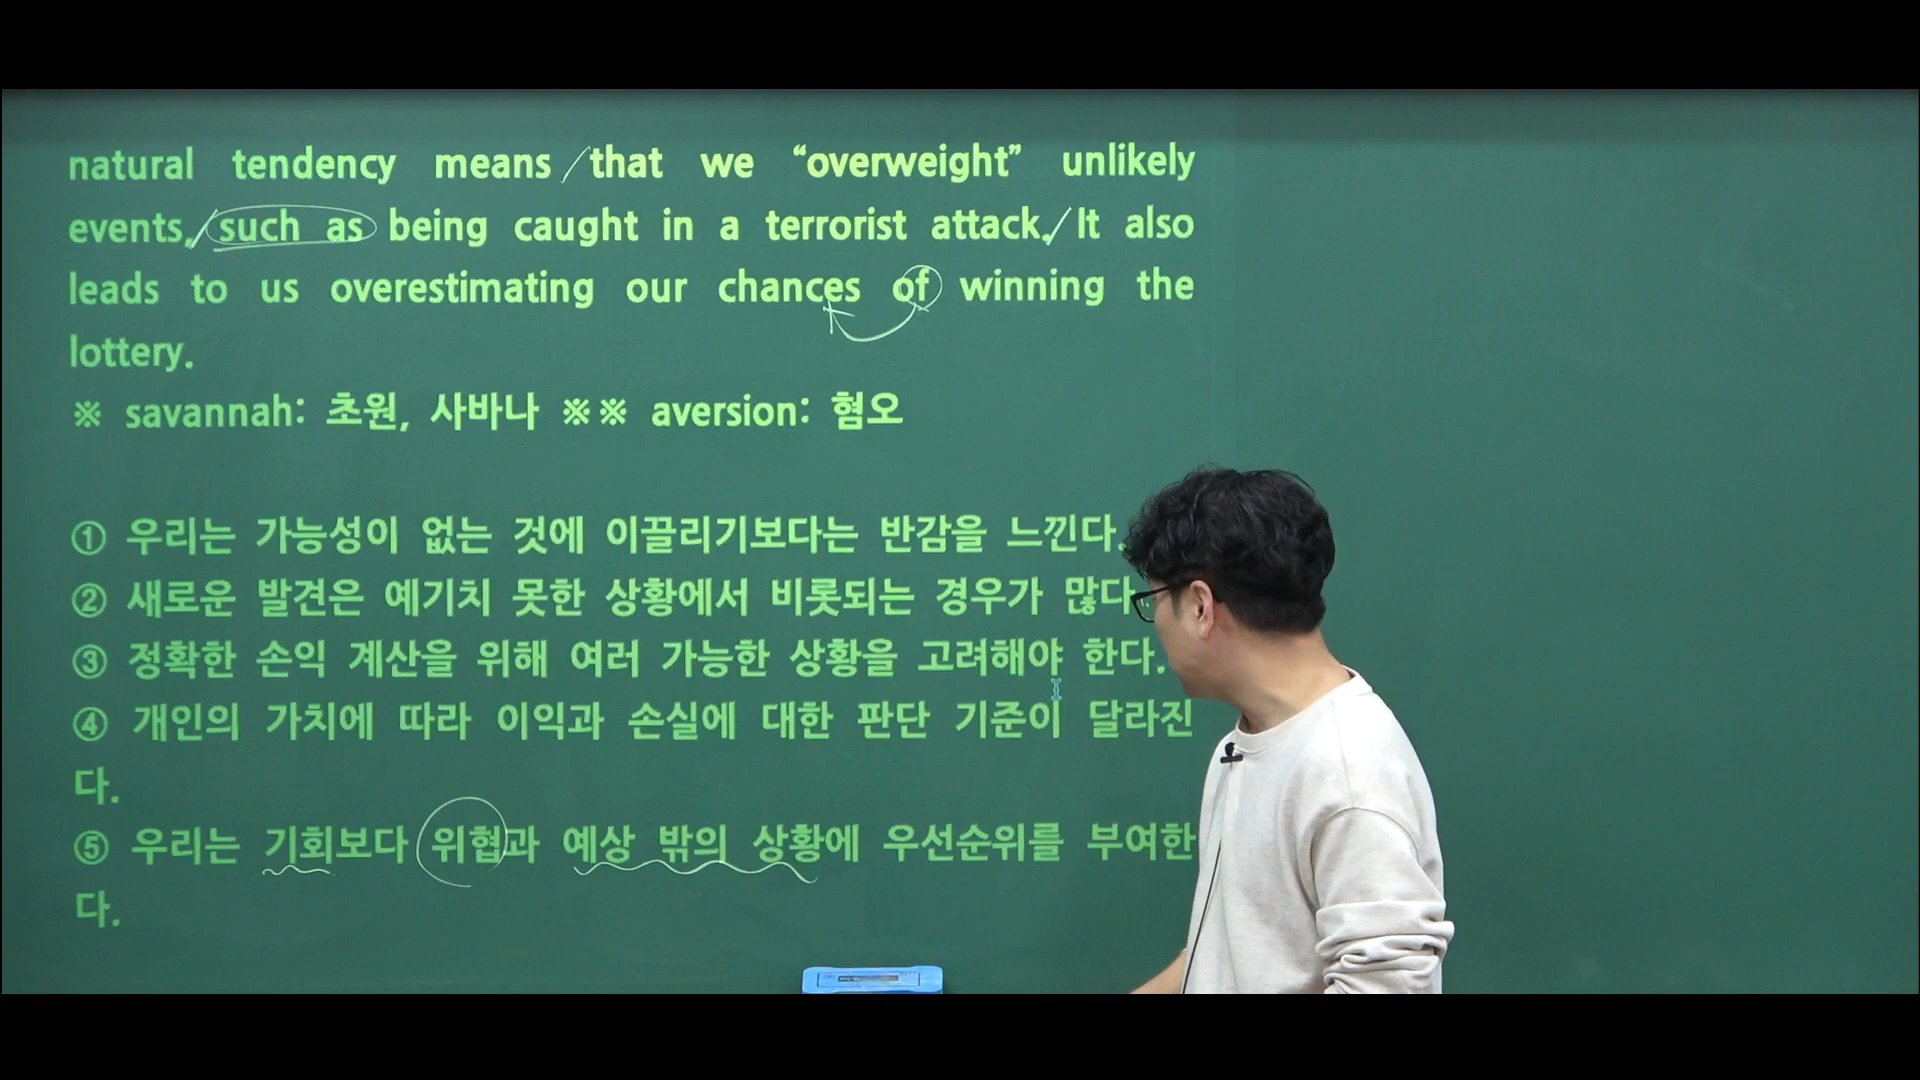 natural tendency means that we “overweight” unlikely
events, such as being caught in a terrorist attack. It also
leads to us overestimating our chances of winning the
lottery.
※ savannah: 초원, 사바나 ※※ aversion: 혐오
① 우리는 가능성이 없는 것에 이끌리기보다는 반감을 느낀다.
② 새로운 발견은 예기치 못한 상황에서 비롯되는 경우가 많다.
③ 정확한 손익 계산을 위해 여러 가능한 상황을 고려해야 한다.
④ 개인의 가치에 따라 이익과 손실에 대한 판단 기준이 달라진
다.
⑤ 우리는 기회보다 위협과 예상 밖의 상황에 우선순위를 부여한
다.